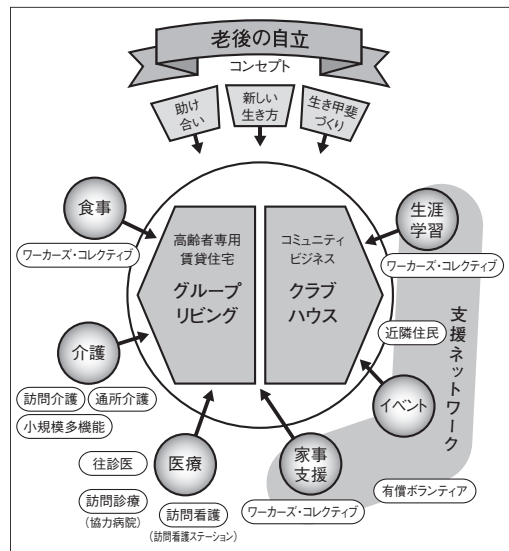 老後の自立
コンセプト
助け
合い
新しい
生き方
生き甲斐
づくり
食事
ワーカーズ・コレクティブ
高齢者専用
賃貸住宅
グループ
リビング
コミュニティ
ビジネス
クラブ
ハウス
生涯
学習
ワーカーズ・コレクティブ
近隣住民
支援ネットワーク
介護
訪問介護
通所介護
小規模多機能
イベント
往診医
医療
訪問診療
(協力病院)
訪問看護
(訪問看護ステーション)
家事
支援
ワーカーズ・コレクティブ
有償ボランティア